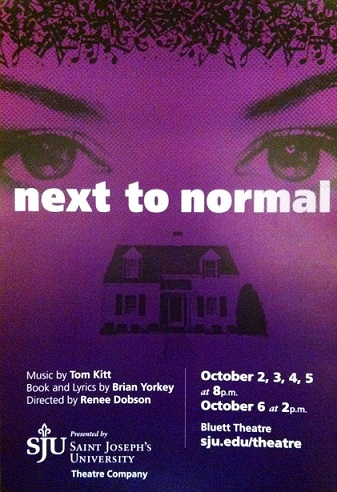 next to normal
Music by Tom Kitt
Book and Lyrics by Brian Yorkey
Directed by Renee Dobson
October 2, 3, 4, 5
at 8p.m.
October 6 at 2p.m.
Bluett Theatre
sju.edu/theatre
SJU
Presented by
SAINT JOSEPH'S
UNIVERSITY
Theatre Company